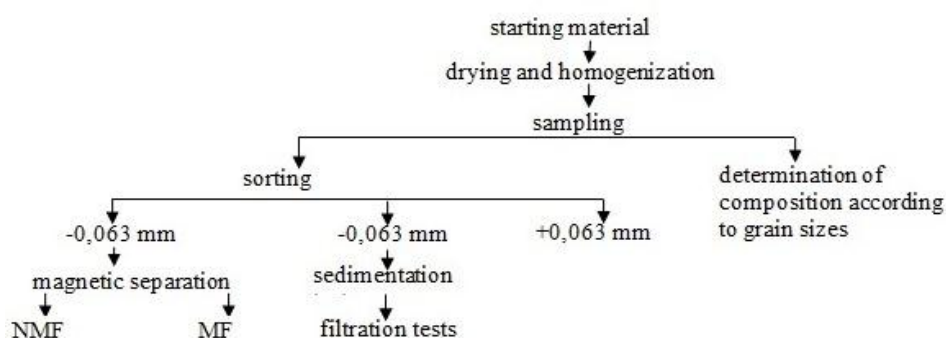 starting material
drying and homogenization
sampling
sorting
determination of
composition according
to grain sizes
-0,063 mm
-0,063 mm
+0,063 mm
magnetic separation
sedimentation
NMF
MF
filtration tests